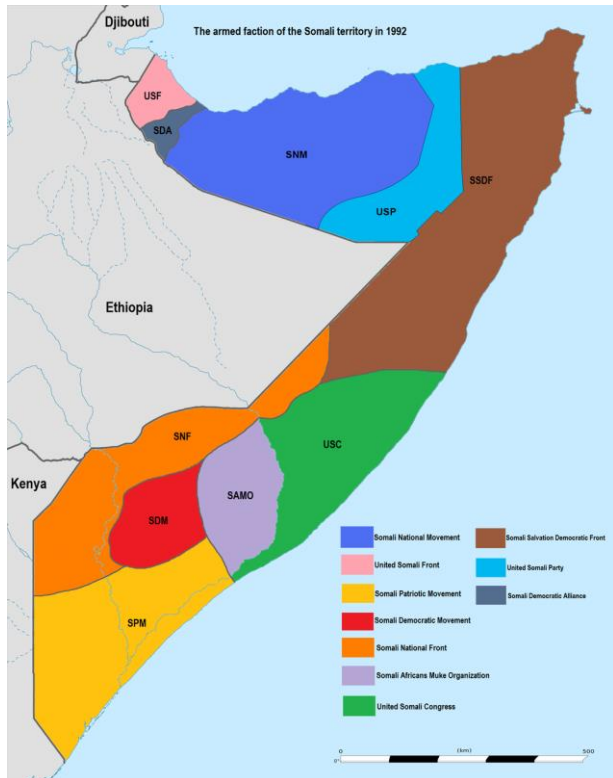 Djibouti
The armed faction of the Somali territory in 1992
USF
SDA
SNM
SSDF
USP
Ethiopia
SNF
USC
Kenya
SAMO
SDM
SPM
Somali National Movement
Somali Salvation Democratic Front
United Somali Front
United Somali Party
Somali Patriotic Movement
Somali Democratic Alliance
Somali Democratic Movement
Somali National Front
Somali Africans Muke Organization
United Somali Congress
0 (km) 500
0°